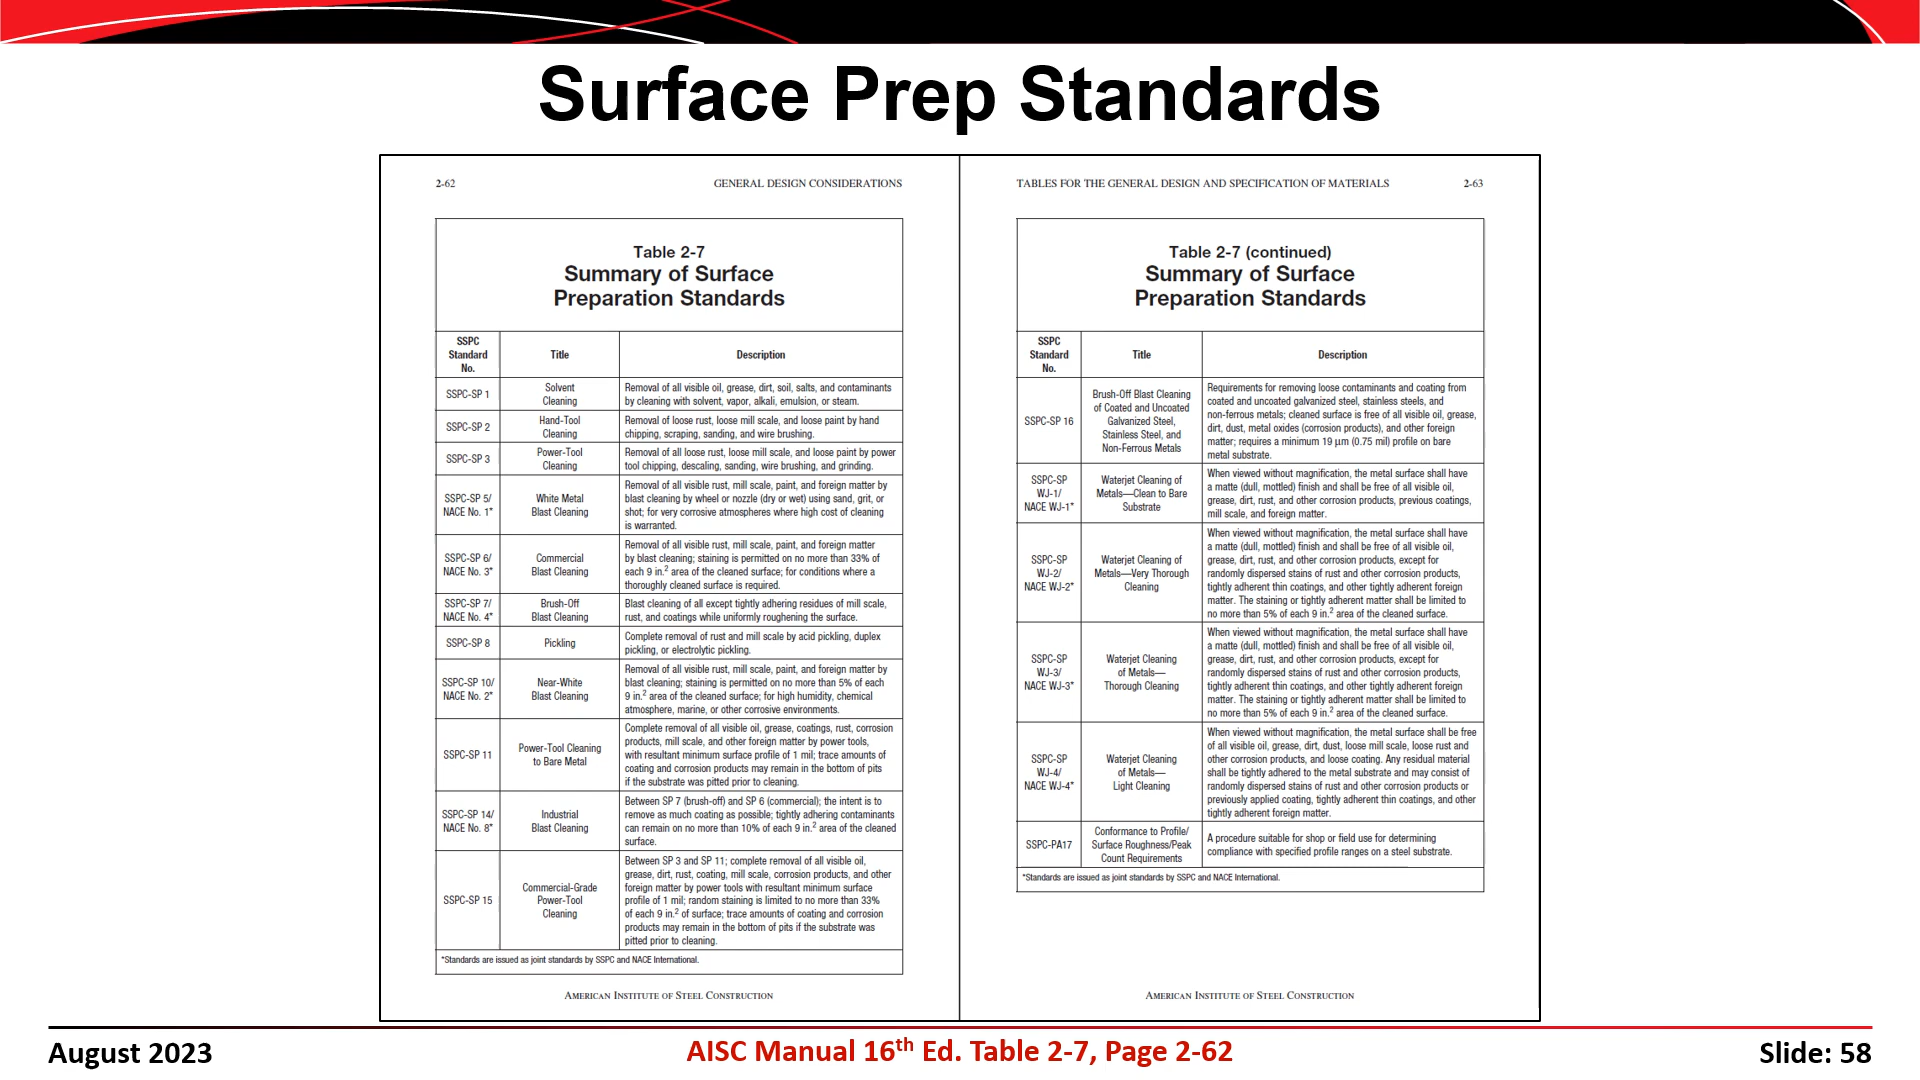 Surface Prep Standards
2-62
GENERAL DESIGN CONSIDERATIONS
Table 2-7
Summary of Surface
Preparation Standards
SSPC
Standard
No.
Title
Description
SSPC-SP 1
Solvent
Cleaning
Removal of all visible oil, grease, dirt, soil, salts, and contaminants
by cleaning with solvent, vapor, alkali, emulsion, or steam.
SSPC-SP 2
Hand-Tool
Cleaning
Removal of loose rust, loose mill scale, and loose paint by hand
chipping, scraping, sanding, and wire brushing.
SSPC-SP 3
Power-Tool
Cleaning
Removal of all loose rust, loose mill scale, and loose paint by power
tool chipping, descaling, sanding, wire brushing, and grinding.
SSPC-SP 5/
NACE No. 1*
White Metal
Blast Cleaning
Removal of all visible rust, mill scale, paint, and foreign matter by
blast cleaning by wheel or nozzle (dry or wet) using sand, grit, or
shot; for very corrosive atmospheres where high cost of cleaning
is warranted.
SSPC-SP 6/
NACE No. 3*
Commercial
Blast Cleaning
Removal of all visible rust, mill scale, paint, and foreign matter
by blast cleaning; staining is permitted on no more than 33% of
each 9 in.² area of the cleaned surface; for conditions where a
thoroughly cleaned surface is required.
SSPC-SP 7/
NACE No. 4*
Brush-Off
Blast Cleaning
Blast cleaning of all except tightly adhering residues of mill scale,
rust, and coatings while uniformly roughening the surface.
SSPC-SP 8
Pickling
Complete removal of rust and mill scale by acid pickling, duplex
pickling, or electrolytic pickling.
SSPC-SP 10/
NACE No. 2*
Near-White
Blast Cleaning
Removal of all visible rust, mill scale, paint, and foreign matter by
blast cleaning; staining is permitted on no more than 5% of each
9 in.² area of the cleaned surface; for high humidity, chemical
atmosphere, marine, or other corrosive environments.
SSPC-SP 11
Power-Tool Cleaning
to Bare Metal
Complete removal of all visible oil, grease, coatings, rust, corrosion
products, mill scale, and other foreign matter by power tools,
with resultant minimum surface profile of 1 mil; trace amounts of
coating and corrosion products may remain in the bottom of pits
if the substrate was pitted prior to cleaning.
SSPC-SP 14/
NACE No. 8*
Industrial
Blast Cleaning
Between SP 7 (brush-off) and SP 6 (commercial); the intent is to
remove as much coating as possible; tightly adhering contaminants
can remain on no more than 10% of each 9 in.² area of the cleaned
surface.
SSPC-SP 15
Commercial-Grade
Power-Tool
Cleaning
Between SP 3 and SP 11; complete removal of all visible oil,
grease, dirt, rust, coating, mill scale, corrosion products, and other
foreign matter by power tools with resultant minimum surface
profile of 1 mil; random staining is limited to no more than 33%
of each 9 in.² of surface; trace amounts of coating and corrosion
products may remain in the bottom of pits if the substrate was
pitted prior to cleaning.
*Standards are issued as joint standards by SSPC and NACE International.
AMERICAN INSTITUTE OF STEEL CONSTRUCTION
TABLES FOR THE GENERAL DESIGN AND SPECIFICATION OF MATERIALS
2-63
Table 2-7 (continued)
Summary of Surface
Preparation Standards
SSPC
Standard
No.
Title
Description
SSPC-SP 16
Brush-Off Blast Cleaning
of Coated and Uncoated
Galvanized Steel,
Stainless Steel, and
Non-Ferrous Metals
Requirements for removing loose contaminants and coating from
coated and uncoated galvanized steel, stainless steels, and
non-ferrous metals; cleaned surface is free of all visible oil, grease,
dirt, dust, metal oxides (corrosion products), and other foreign
matter; requires a minimum 19 μm (0.75 mil) profile on bare
metal substrate.
SSPC-SP
WJ-1/
NACE WJ-1*
Waterjet Cleaning of
Metals—Clean to Bare
Substrate
When viewed without magnification, the metal surface shall have
a matte (dull, mottled) finish and shall be free of all visible oil,
grease, dirt, rust, and other corrosion products, previous coatings,
mill scale, and foreign matter.
SSPC-SP
WJ-2/
NACE WJ-2*
Waterjet Cleaning of
Metals—Very Thorough
Cleaning
When viewed without magnification, the metal surface shall have
a matte (dull, mottled) finish and shall be free of all visible oil,
grease, dirt, rust, and other corrosion products, except for
randomly dispersed stains of rust and other corrosion products,
tightly adherent thin coatings, and other tightly adherent foreign
matter. The staining or tightly adherent matter shall be limited to
no more than 5% of each 9 in.² area of the cleaned surface.
SSPC-SP
WJ-3/
NACE WJ-3*
Waterjet Cleaning
of Metals—
Thorough Cleaning
When viewed without magnification, the metal surface shall have
a matte (dull, mottled) finish and shall be free of all visible oil,
grease, dirt, rust, and other corrosion products, except for
randomly dispersed stains of rust and other corrosion products,
tightly adherent thin coatings, and other tightly adherent foreign
matter. The staining or tightly adherent matter shall be limited to
no more than 5% of each 9 in.² area of the cleaned surface.
SSPC-SP
WJ-4/
NACE WJ-4*
Waterjet Cleaning
of Metals—
Light Cleaning
When viewed without magnification, the metal surface shall be free
of all visible oil, grease, dirt, dust, loose mill scale, loose rust and
other corrosion products, and loose coating. Any residual material
shall be tightly adhered to the metal substrate and may consist of
randomly dispersed stains of rust and other corrosion products or
previously applied coating, tightly adherent thin coatings, and other
tightly adherent foreign matter.
SSPC-PA17
Conformance to Profile/
Surface Roughness/Peak
Count Requirements
A procedure suitable for shop or field use for determining
compliance with specified profile ranges on a steel substrate.
*Standards are issued as joint standards by SSPC and NACE International.
AMERICAN INSTITUTE OF STEEL CONSTRUCTION
August 2023
AISC Manual 16th Ed. Table 2-7, Page 2-62
Slide: 58